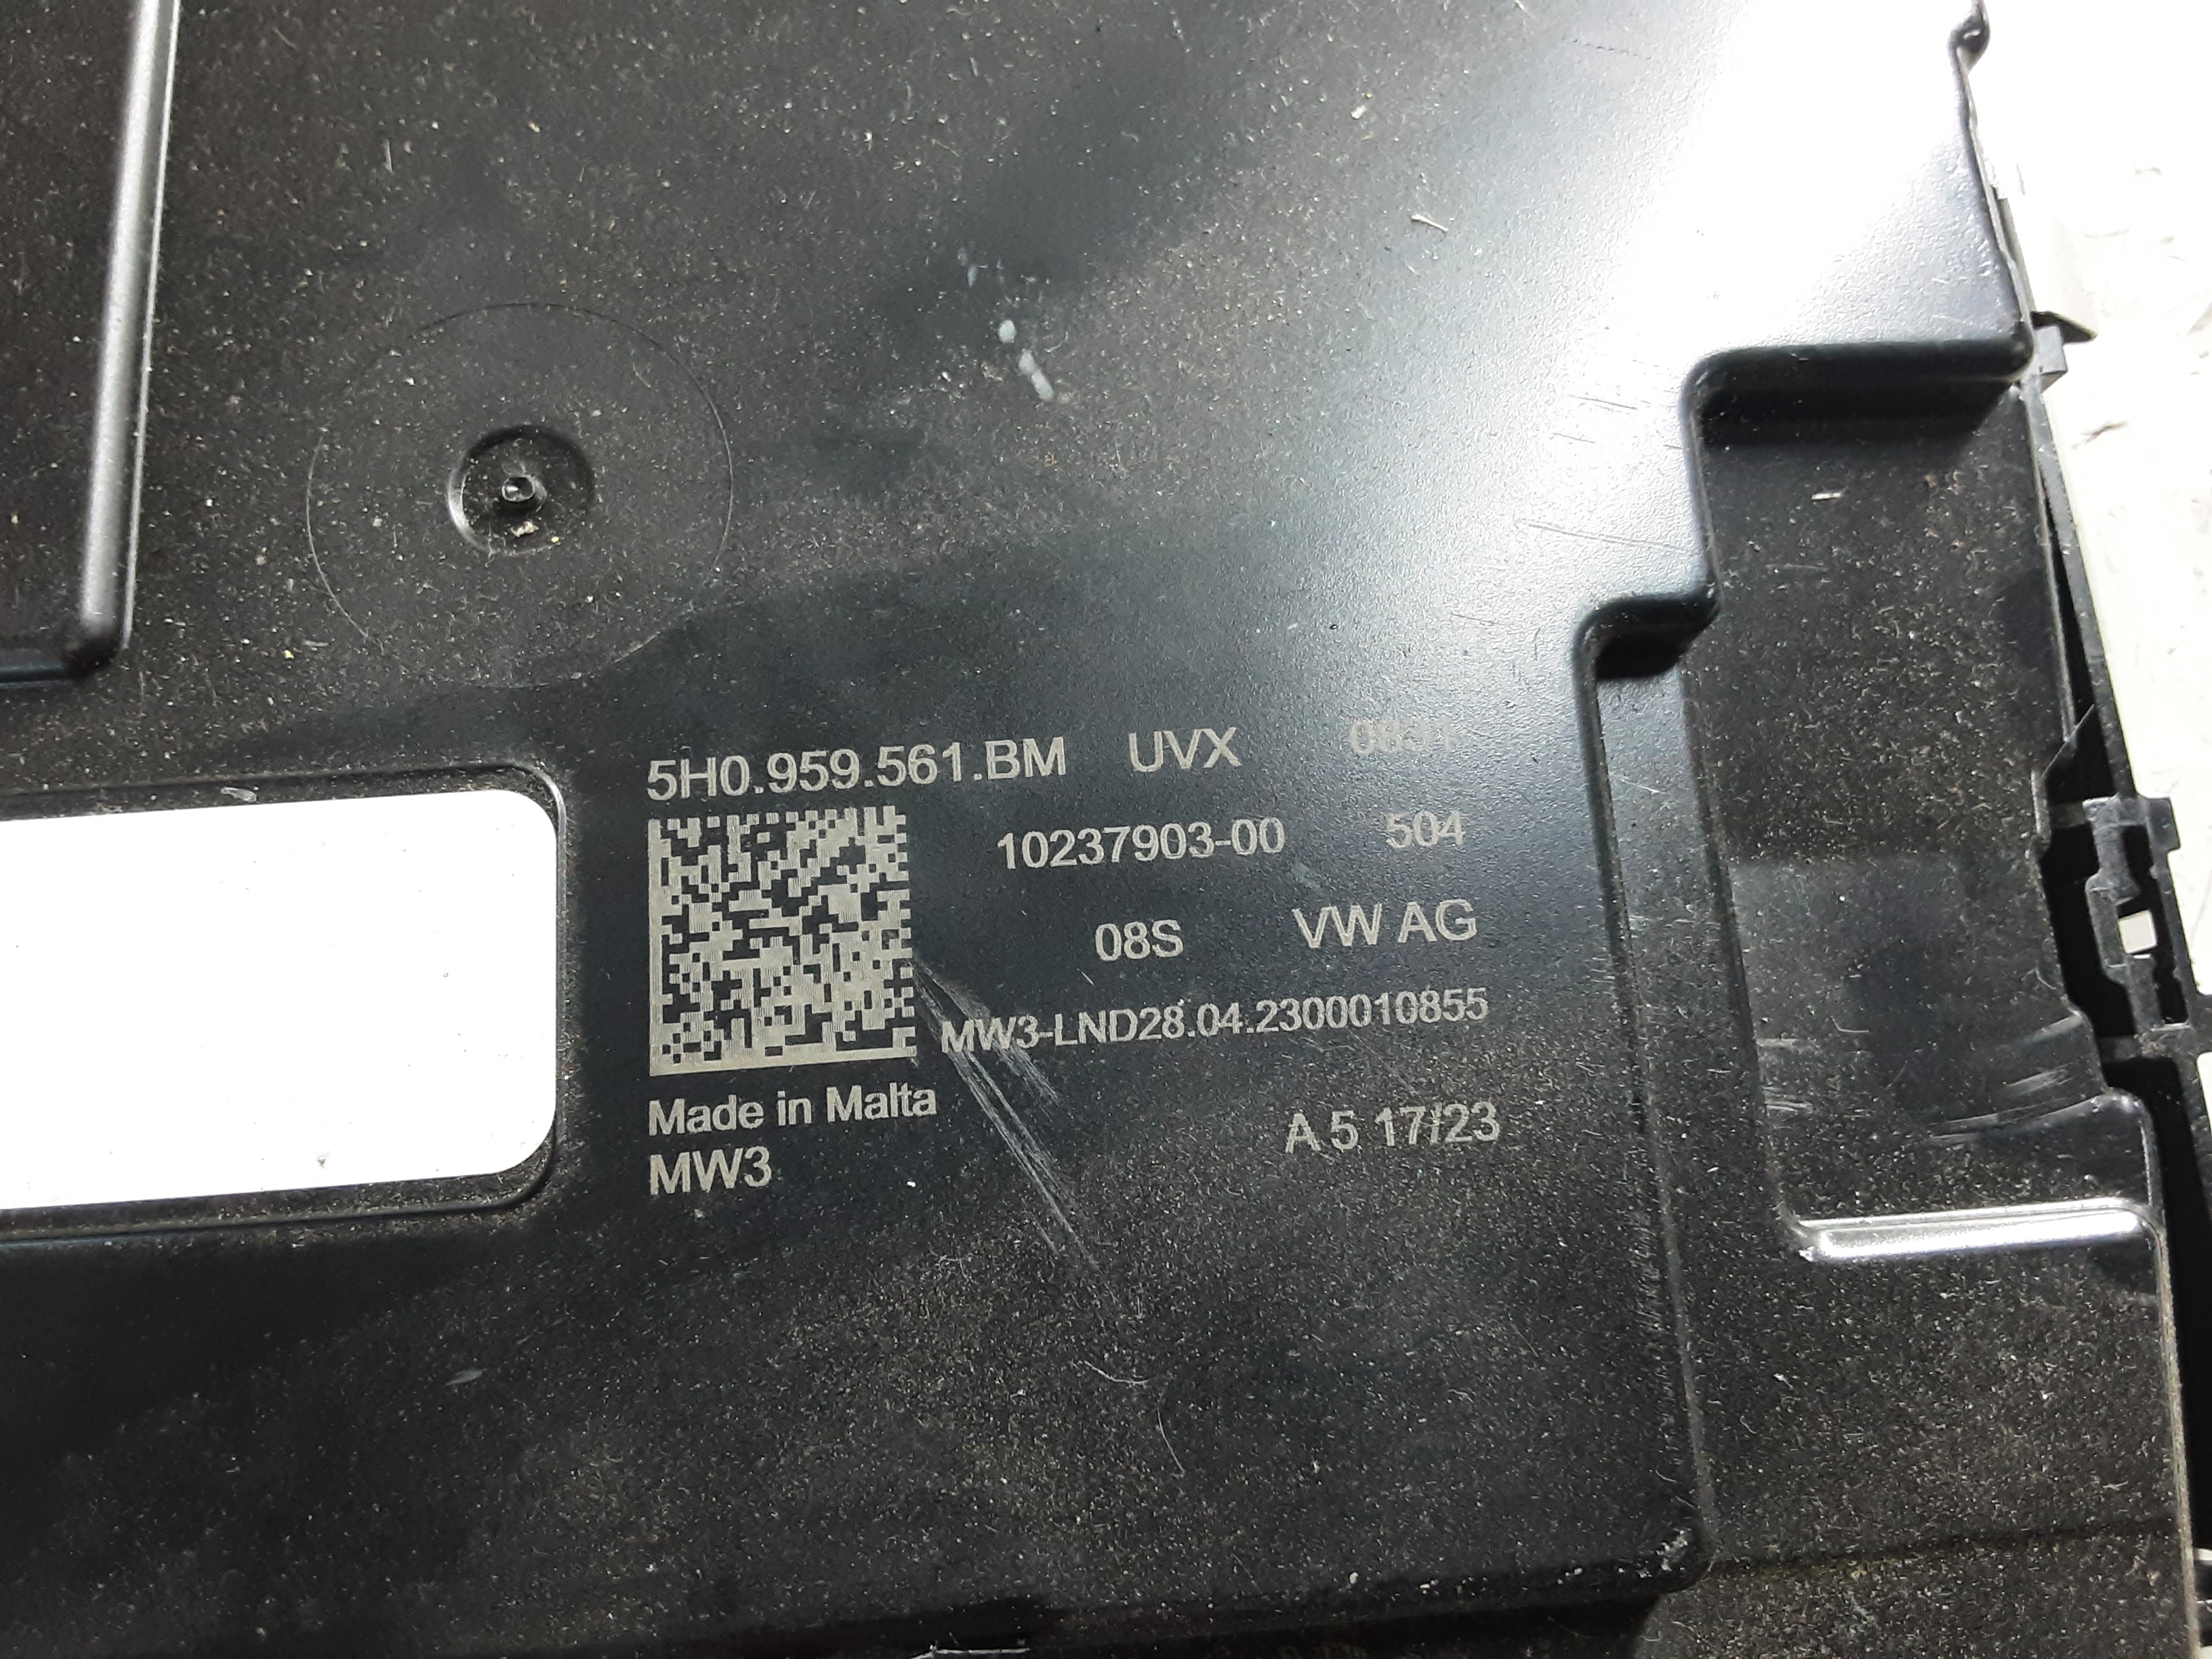 5H0.959.561.BM UVX 0831
10237903-00 504
08S VW AG
MW3-LND28.04.2300010855
Made in Malta
MW3 A 5 17/23